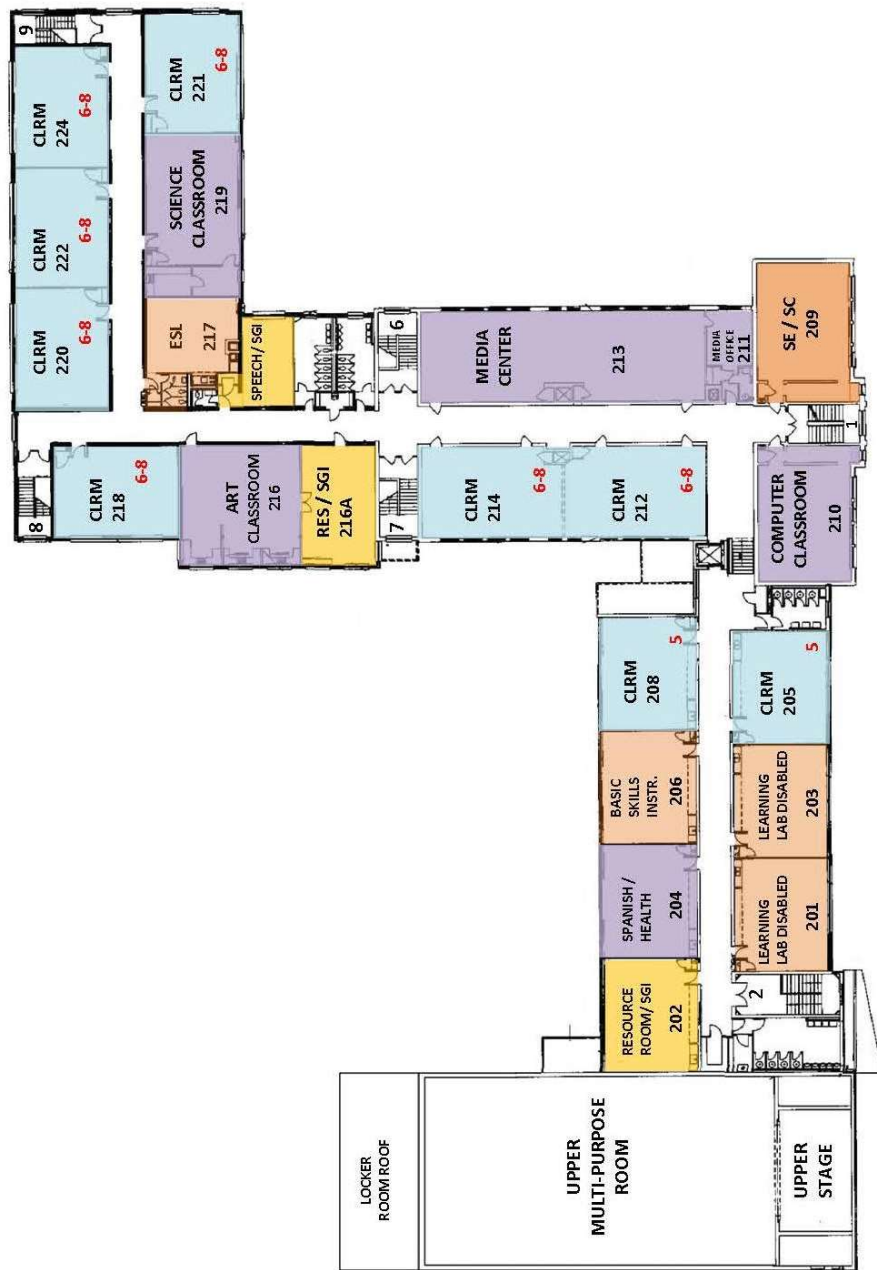 9
CLRM
224
6-8
CLRM
221
6-8
CLRM
222
6-8
SCIENCE
CLASSROOM
219
CLRM
220
6-8
ESL
217
SPEECH/ SGI
6
MEDIA
CENTER
213
MEDIA
OFFICE
211
SE / SC
209
8
CLRM
218
6-8
ART
CLASSROOM
216
RES / SGI
216A
7
CLRM
214
6-8
CLRM
212
6-8
1
COMPUTER
CLASSROOM
210
CLRM
208
5
CLRM
205
5
BASIC
SKILLS
INSTR.
206
LEARNING
LAB DISABLED
203
SPANISH /
HEALTH
204
LEARNING
LAB DISABLED
201
RESOURCE
ROOM/ SGI
202
2
LOCKER
ROOM ROOF
UPPER
MULTI-PURPOSE
ROOM
UPPER
STAGE